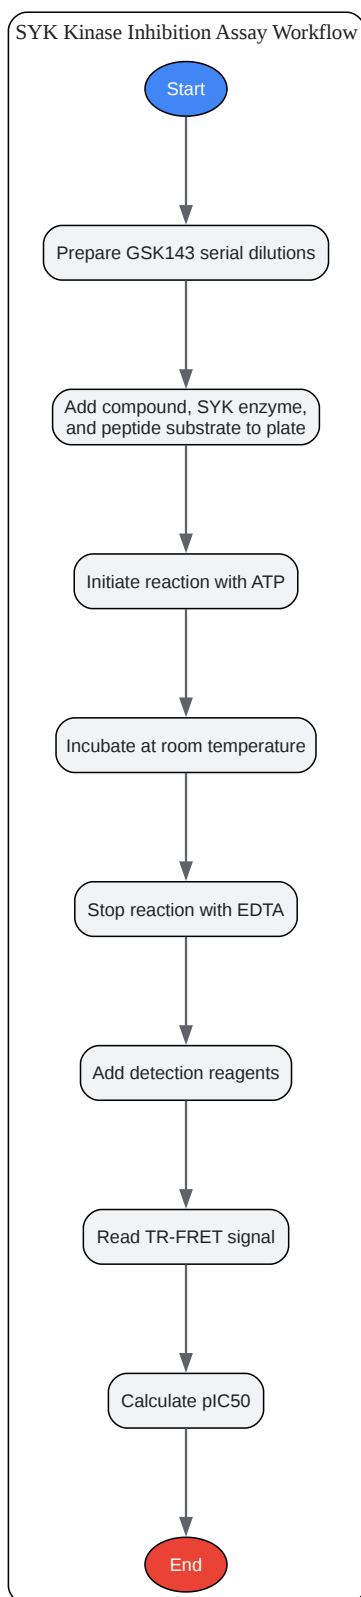 SYK Kinase Inhibition Assay Workflow
Start
Prepare GSK143 serial dilutions
Add compound, SYK enzyme,
and peptide substrate to plate
Initiate reaction with ATP
Incubate at room temperature
Stop reaction with EDTA
Add detection reagents
Read TR-FRET signal
Calculate pIC50
End